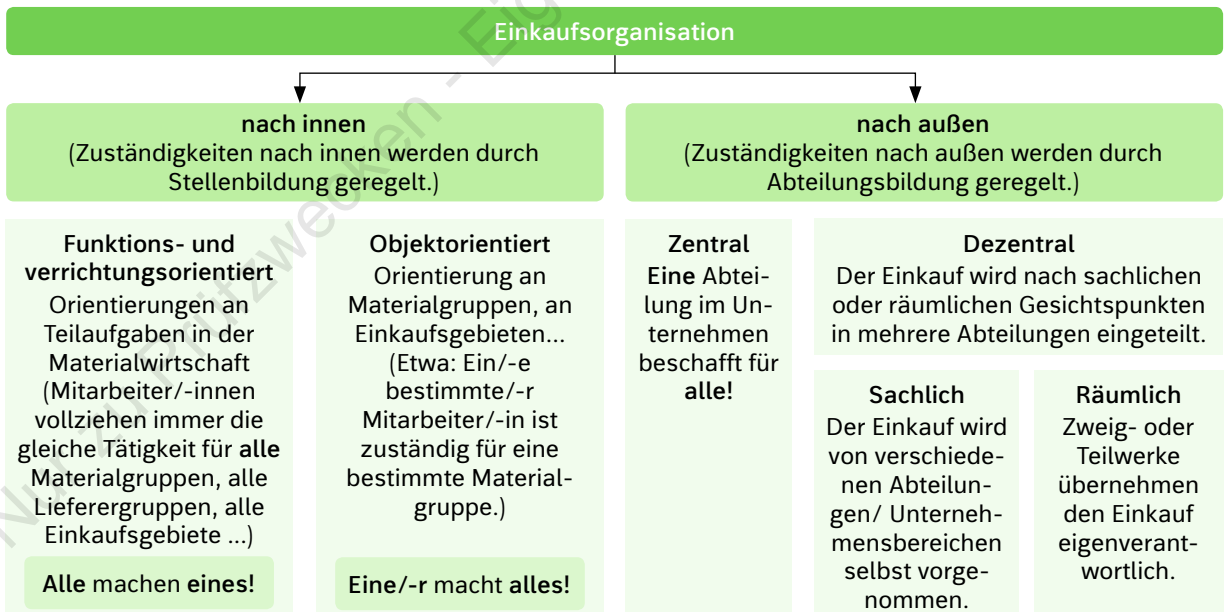 Einkaufsorganisation
nach innen
(Zuständigkeiten nach innen werden durch
Stellenbildung geregelt.)
nach außen
(Zuständigkeiten nach außen werden durch
Abteilungsbildung geregelt.)
Funktions- und
verrichtungsorientiert
Orientierungen an
Teilaufgaben in der
Materialwirtschaft
(Mitarbeiter/-innen
vollziehen immer die
gleiche Tätigkeit für alle
Materialgruppen, alle
Lieferergruppen, alle
Einkaufsgebiete ...)
Alle machen eines!
Objektorientiert
Orientierung an
Materialgruppen, an
Einkaufsgebieten...
(Etwa: Ein/-e
bestimmte/-r
Mitarbeiter/-in ist
zuständig für eine
bestimmte Material-
gruppe.)
Eine/-r macht alles!
Zentral
Eine Abtei-
lung im Un-
ternehmen
beschafft für
alle!
Dezentral
Der Einkauf wird nach sachlichen
oder räumlichen Gesichtspunkten
in mehrere Abteilungen eingeteilt.
Sachlich
Der Einkauf wird
von verschiede-
nen Abteilun-
gen/ Unterneh-
mensbereichen
selbst vorge-
nommen.
Räumlich
Zweig- oder
Teilwerke
übernehmen
den Einkauf
eigenverant-
wortlich.
Nur zu Prüfzwecken - Eig